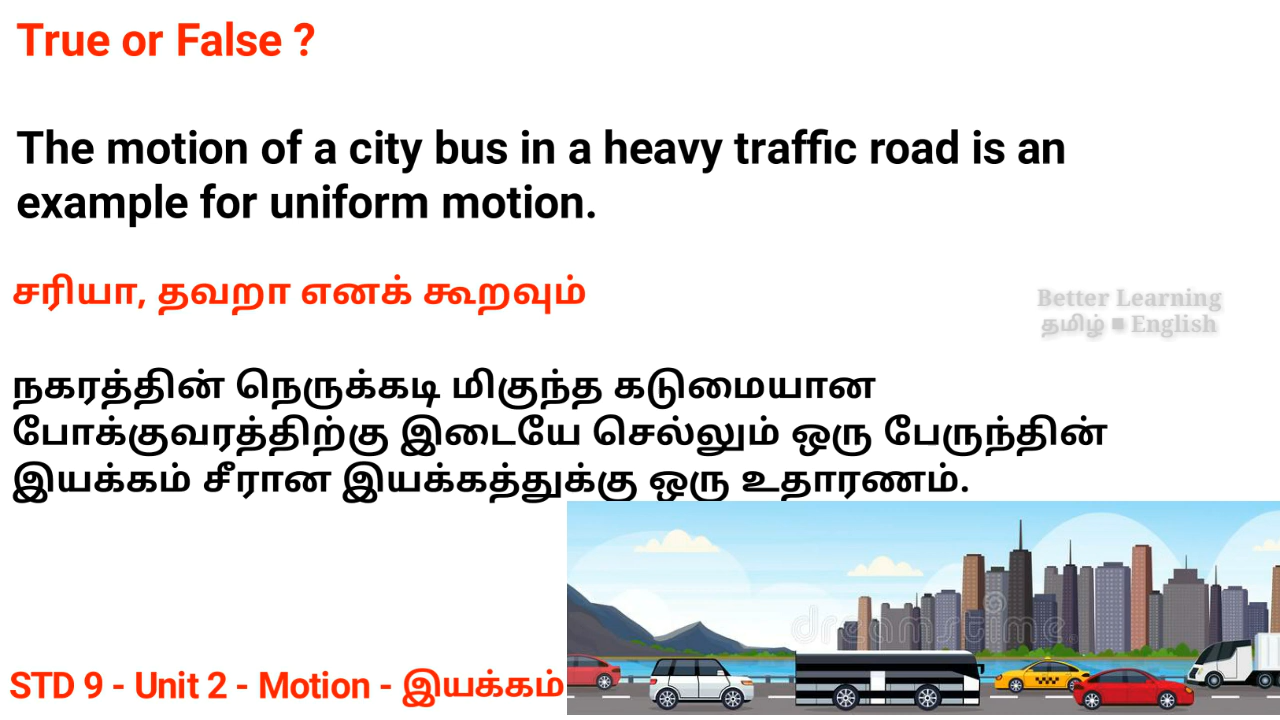 True or False ?
The motion of a city bus in a heavy traffic road is an
example for uniform motion.
சரியா, தவறா எனக் கூறவும்
Better Learning
தமிழ் ■ English
நகரத்தின் நெருக்கடி மிகுந்த கடுமையான
போக்குவரத்திற்கு இடையே செல்லும் ஒரு பேருந்தின்
இயக்கம் சீரான இயக்கத்துக்கு ஒரு உதாரணம்.
dreamstime.
STD 9 - Unit 2 - Motion - இயக்கம்